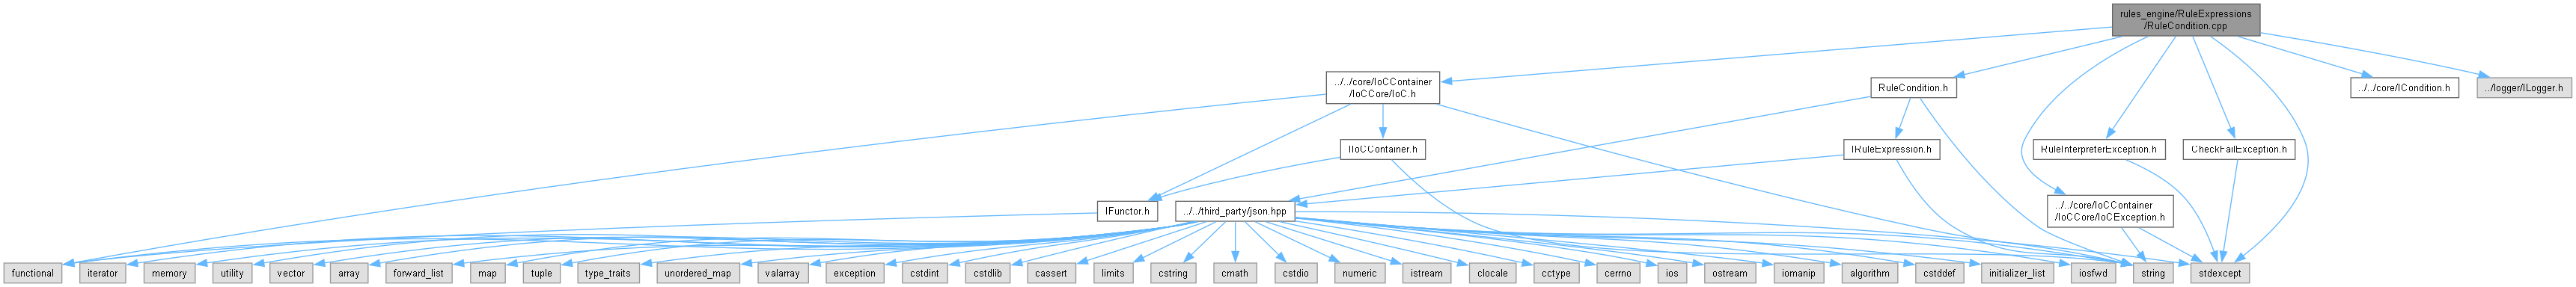 rules_engine/RuleExpressions
/RuleCondition.cpp
../../core/IoCContainer
/IoCCore/IoC.h
RuleCondition.h
../../core/ICondition.h
../logger/ILogger.h
IIoCContainer.h
IRuleExpression.h
RuleInterpreterException.h
CheckFailException.h
IFunctor.h
../../third_party/json.hpp
../../core/IoCContainer
/IoCCore/IoCException.h
functional
iterator
memory
utility
vector
array
forward_list
map
tuple
type_traits
unordered_map
valarray
exception
cstdint
cstdlib
cassert
limits
cstring
cmath
cstdio
numeric
istream
clocale
cctype
cerrno
ios
ostream
iomanip
algorithm
cstddef
initializer_list
iosfwd
string
stdexcept